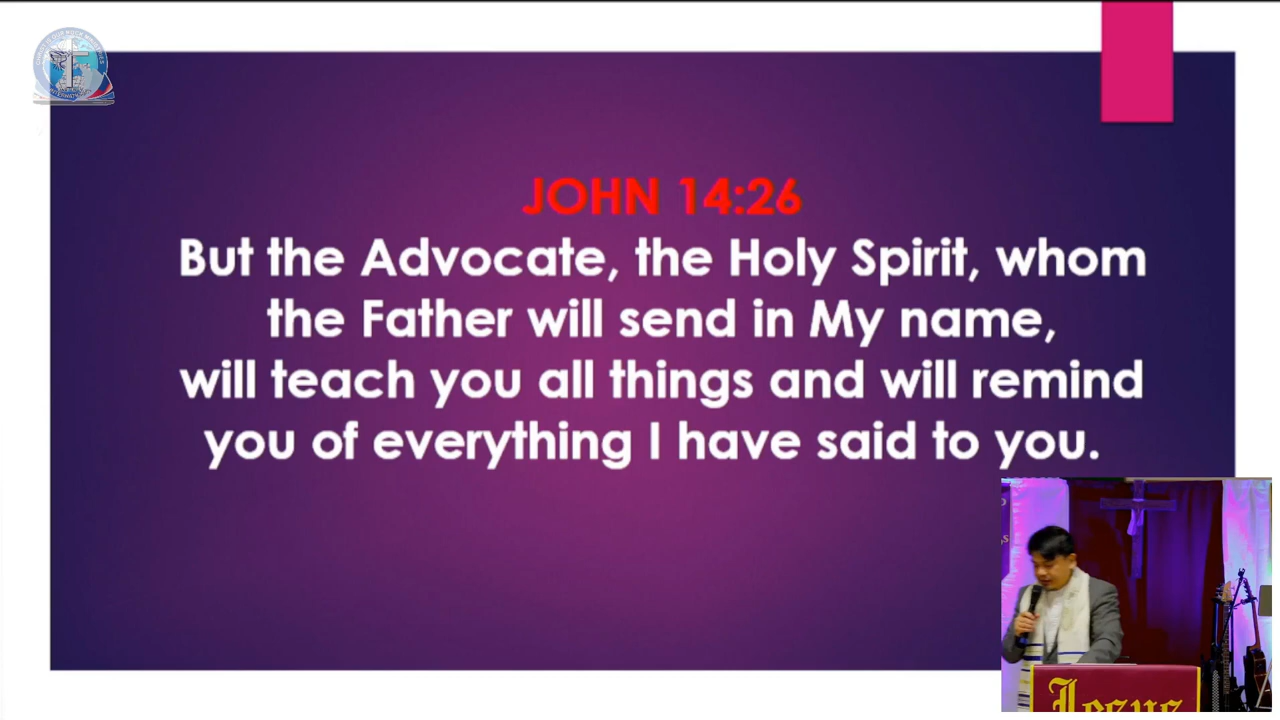 JOHN 14:26
But the Advocate, the Holy Spirit, whom
the Father will send in My name,
will teach you all things and will remind
you of everything I have said to you.
Jesus